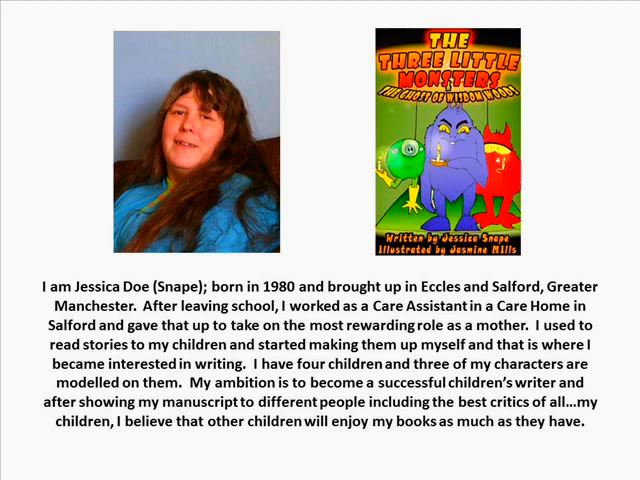 THE
THREE LITTLE
MONSTERS
THE GHOST OF WISDOM WOODS
Written by Jessica Snape
Illustrated by Jasmine Mills
I am Jessica Doe (Snape); born in 1980 and brought up in Eccles and Salford, Greater
Manchester. After leaving school, I worked as a Care Assistant in a Care Home in
Salford and gave that up to take on the most rewarding role as a mother. I used to
read stories to my children and started making them up myself and that is where I
became interested in writing. I have four children and three of my characters are
modelled on them. My ambition is to become a successful children's writer and
after showing my manuscript to different people including the best critics of all...my
children, I believe that other children will enjoy my books as much as they have.